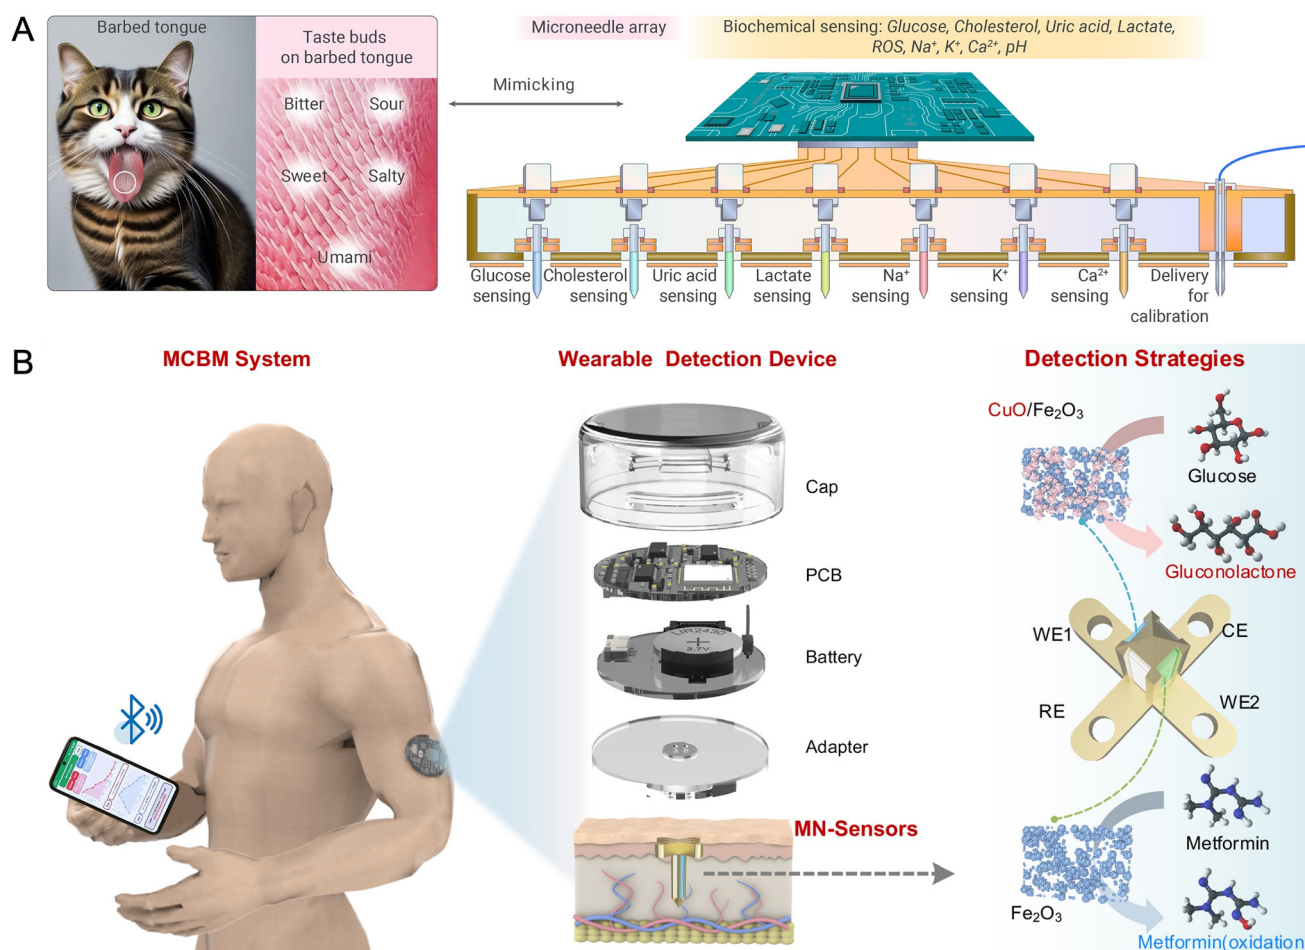 A
Barbed tongue
Taste buds
on barbed tongue
Bitter
Sour
Sweet
Salty
Umami
Mimicking
Microneedle array
Biochemical sensing: Glucose, Cholesterol, Uric acid, Lactate,
ROS, Na⁺, K⁺, Ca²⁺, pH
Glucose
sensing
Cholesterol
sensing
Uric acid
sensing
Lactate
sensing
Na⁺
sensing
K⁺
sensing
Ca²⁺
sensing
Delivery
for
calibration
B
MCBM System
Wearable Detection Device
Cap
PCB
LIR2430
+
3.7V
Battery
Adapter
MN-Sensors
Detection Strategies
CuO/Fe₂O₃
Glucose
Gluconolactone
WE1
CE
RE
WE2
Metformin
Fe₂O₃
Metformin(oxidation